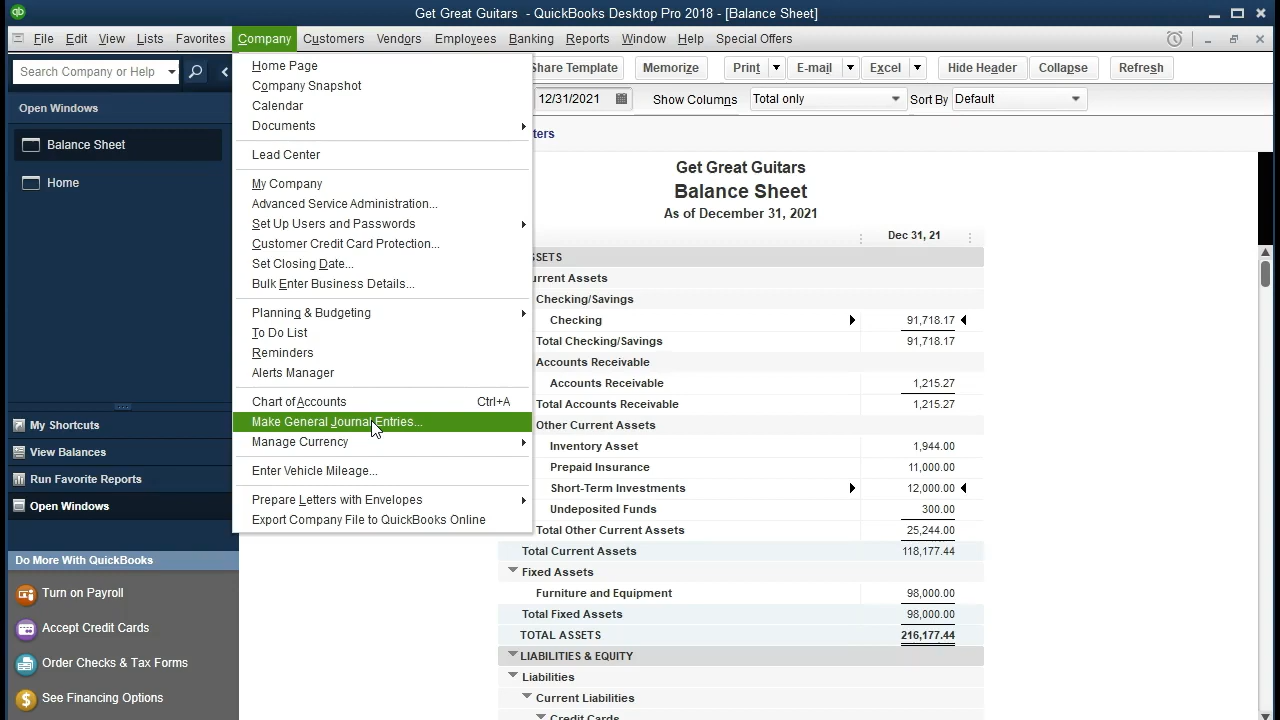 Get Great Guitars - QuickBooks Desktop Pro 2018 - [Balance Sheet]
File Edit View Lists Favorites Company Customers Vendors Employees Banking Reports Window Help Special Offers
Search Company or Help
Open Windows
Balance Sheet
Home
My Shortcuts
View Balances
Run Favorite Reports
Open Windows
Do More With QuickBooks
Turn on Payroll
Accept Credit Cards
Order Checks & Tax Forms
See Financing Options
Home Page
Company Snapshot
Calendar
Documents
Lead Center
My Company
Advanced Service Administration...
Set Up Users and Passwords
Customer Credit Card Protection...
Set Closing Date...
Bulk Enter Business Details...
Planning & Budgeting
To Do List
Reminders
Alerts Manager
Chart of Accounts Ctrl+A
Make General Journal Entries...
Manage Currency
Enter Vehicle Mileage...
Prepare Letters with Envelopes
Export Company File to QuickBooks Online
Share Template Memorize Print E-mail Excel Hide Header Collapse Refresh
12/31/2021 Show Columns Total only Sort By Default
ters
Get Great Guitars
Balance Sheet
As of December 31, 2021
Dec 31, 21
SSETS
urrent Assets
Checking/Savings
Checking 91,718.17
Total Checking/Savings 91,718.17
Accounts Receivable
Accounts Receivable 1,215.27
Total Accounts Receivable 1,215.27
Other Current Assets
Inventory Asset 1,944.00
Prepaid Insurance 11,000.00
Short-Term Investments 12,000.00
Undeposited Funds 300.00
Total Other Current Assets 25,244.00
Total Current Assets 118,177.44
Fixed Assets
Furniture and Equipment 98,000.00
Total Fixed Assets 98,000.00
TOTAL ASSETS 216,177.44
LIABILITIES & EQUITY
Liabilities
Current Liabilities
Credit Cards